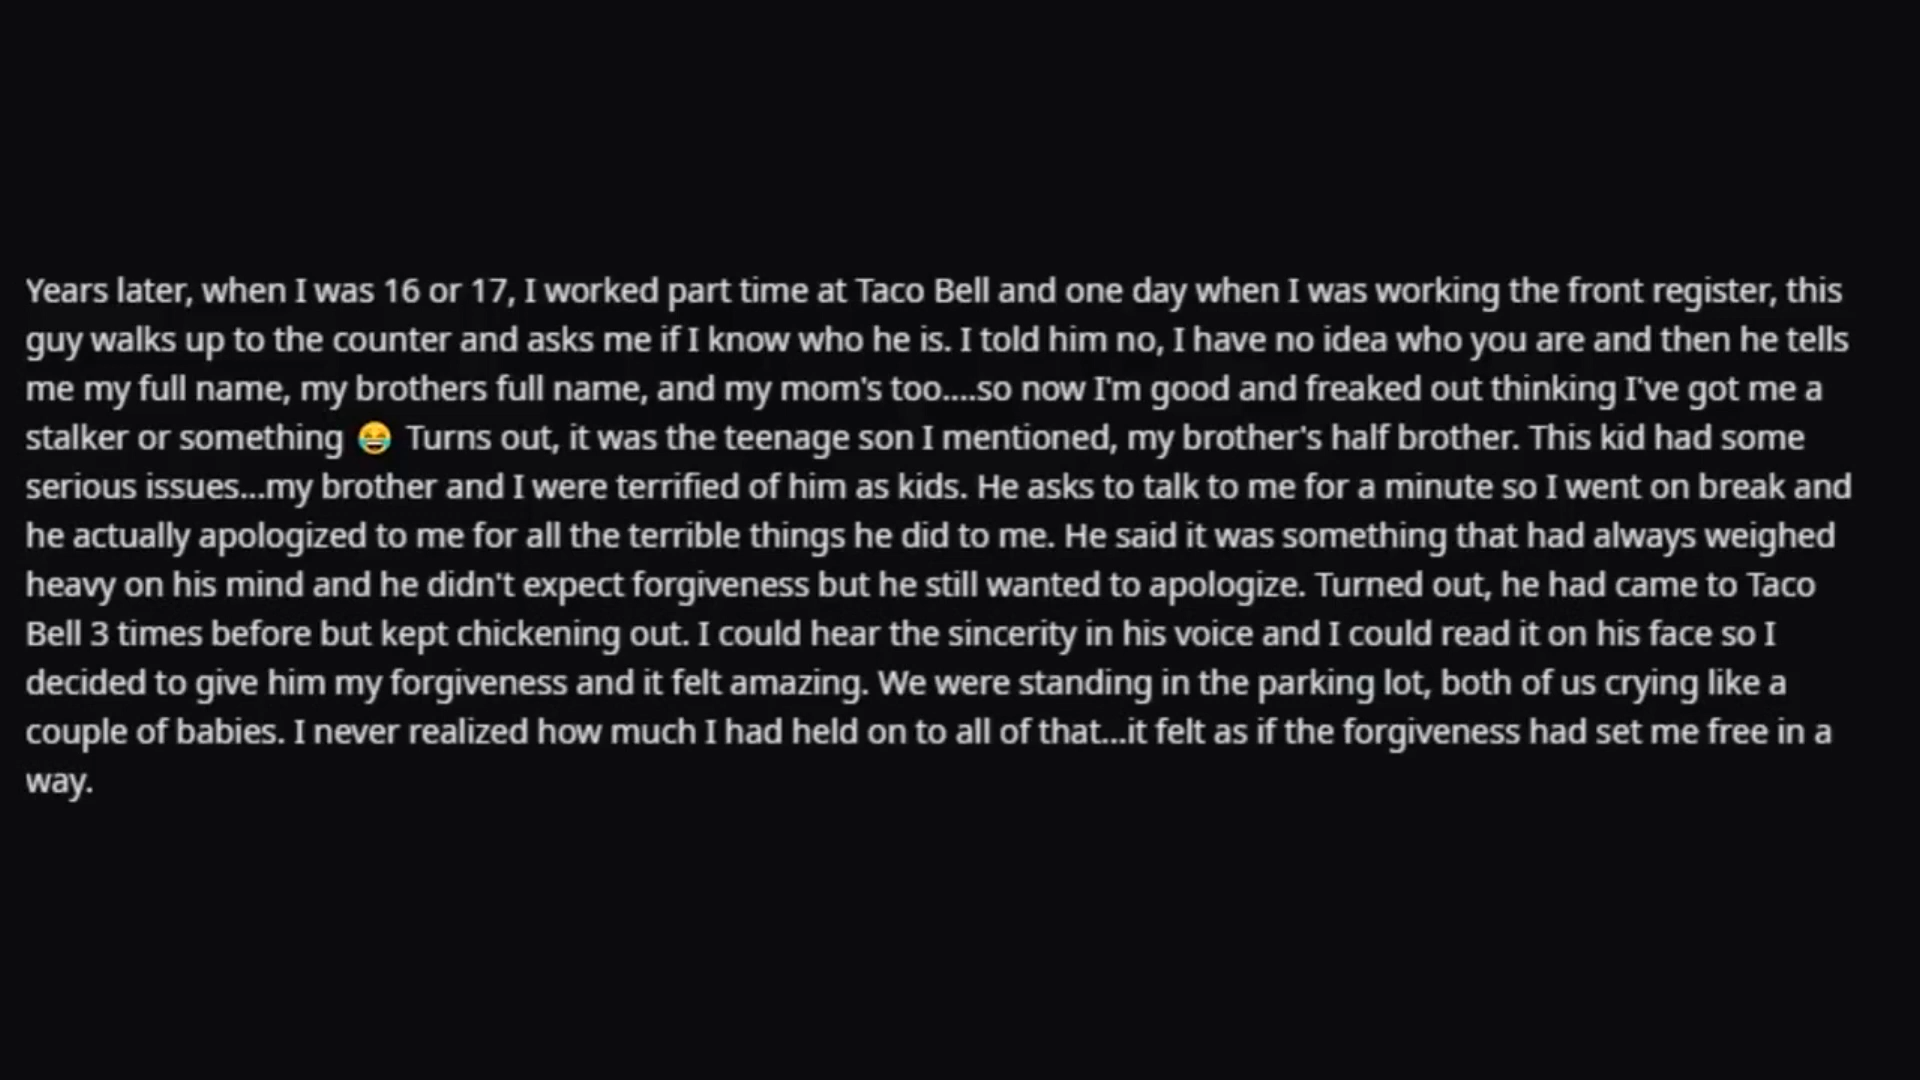 Years later, when I was 16 or 17, I worked part time at Taco Bell and one day when I was working the front register, this
guy walks up to the counter and asks me if I know who he is. I told him no, I have no idea who you are and then he tells
me my full name, my brothers full name, and my mom's too....so now I'm good and freaked out thinking I've got me a
stalker or something 😂 Turns out, it was the teenage son I mentioned, my brother's half brother. This kid had some
serious issues...my brother and I were terrified of him as kids. He asks to talk to me for a minute so I went on break and
he actually apologized to me for all the terrible things he did to me. He said it was something that had always weighed
heavy on his mind and he didn't expect forgiveness but he still wanted to apologize. Turned out, he had came to Taco
Bell 3 times before but kept chickening out. I could hear the sincerity in his voice and I could read it on his face so I
decided to give him my forgiveness and it felt amazing. We were standing in the parking lot, both of us crying like a
couple of babies. I never realized how much I had held on to all of that...it felt as if the forgiveness had set me free in a
way.